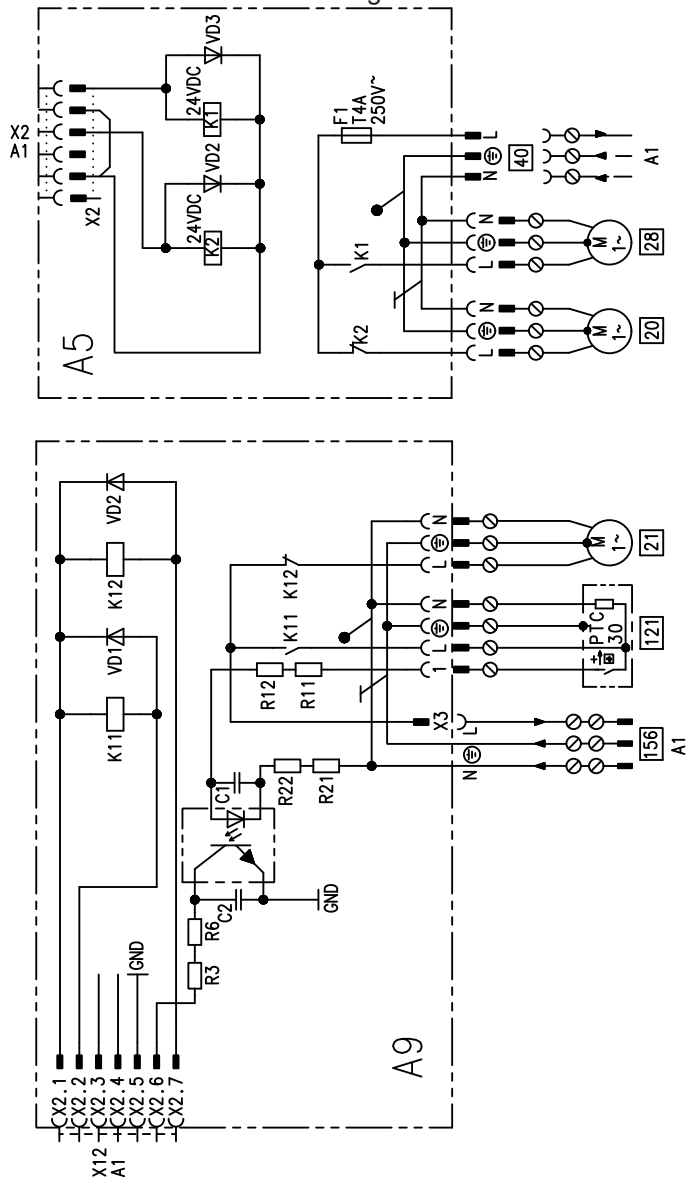 X2
A1
X2
24VDC
K1
VD3
24VDC
K2
VD2
A5
F1
T4A
250V~
K1
K2
L
N
40
A1
N
L
M
1~
28
N
L
M
1~
20
VD2
K12
VD1
K11
K12
K11
N
L
M
1~
21
N
L
1
PTC
30
121
R12
R11
X3
L
N
156
A1
C1
R22
R21
C2
GND
R6
R3
GND
A9
X2.1
X2.2
X2.3
X2.4
X2.5
X2.6
X2.7
X12
A1